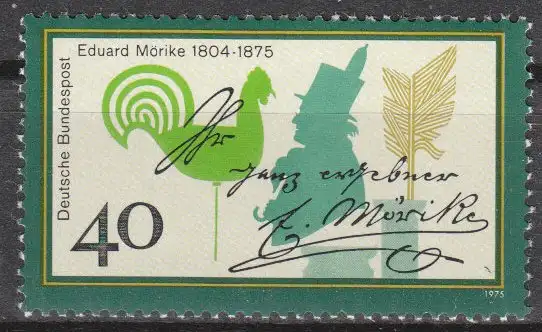 Eduard Mörike 1804-1875
Deutsche Bundespost
Ihr
ganz ergebner
E. Mörike
40
1975